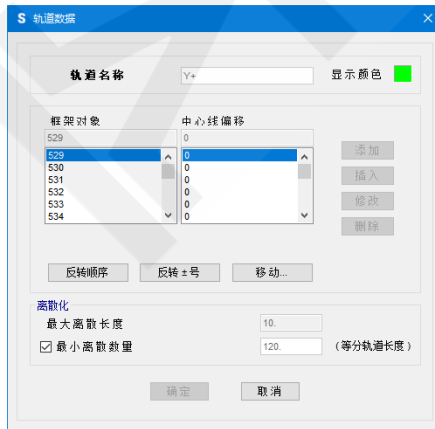 S 轨道数据
轨道名称 Y+ 显示颜色
框架对象 中心线偏移
529 0
529 0
530 0
531 0
532 0
533 0
534 0
添加
插入
修改
删除
反转顺序 反转±号 移动...
离散化
最大离散长度 10.
最小离散数量 120. (等分轨道长度)
确定 取消